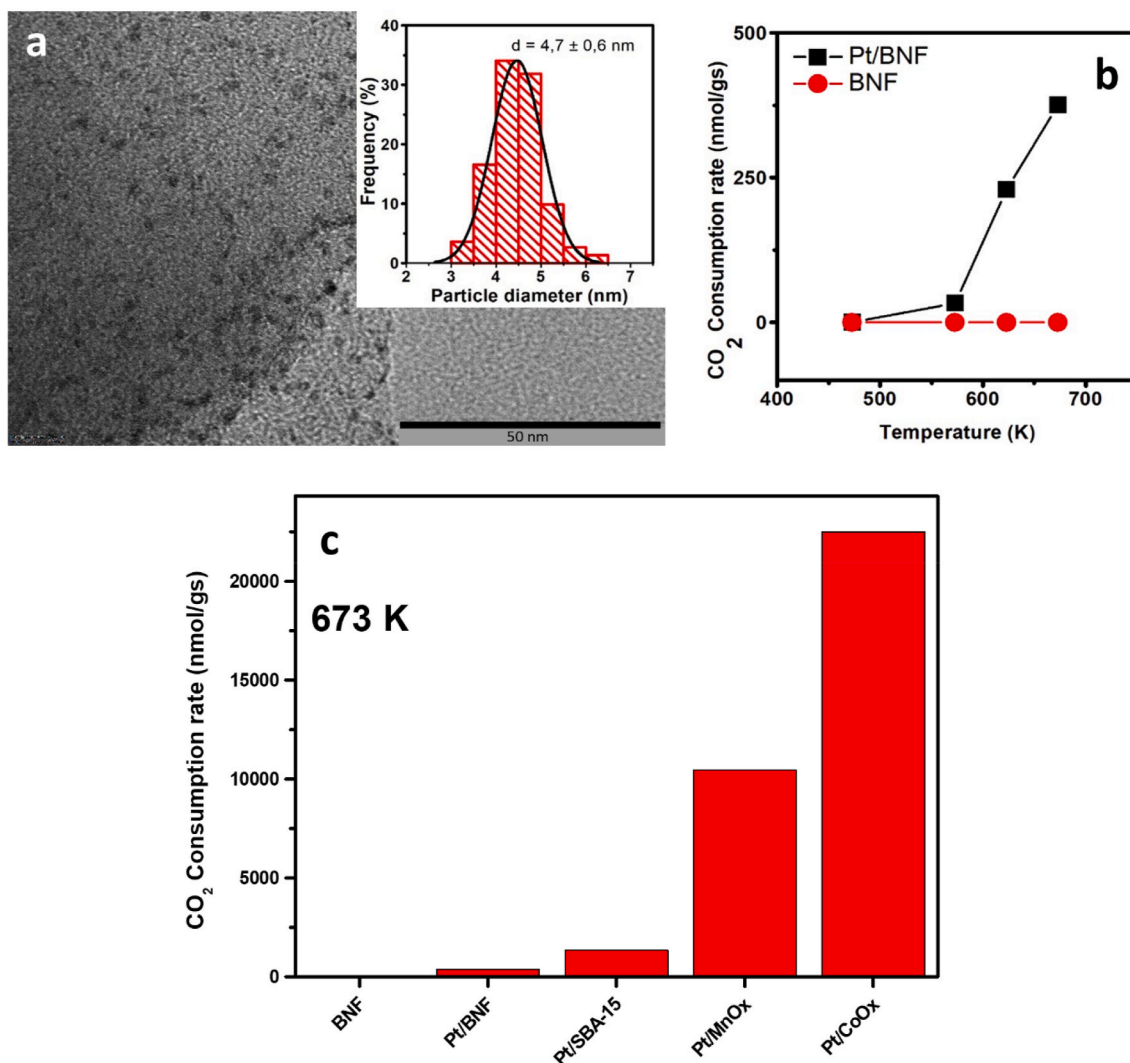 a
40
30
20
10
0
Frequency (%)
d = 4,7 ± 0,6 nm
2 3 4 5 6 7
Particle diameter (nm)
50 nm
b
500
250
0
CO₂ Consumption rate (nmol/gs)
Pt/BNF
BNF
400 500 600 700
Temperature (K)
c
673 K
20000
15000
10000
5000
0
CO₂ Consumption rate (nmol/gs)
BNF
Pt/BNF
Pt/SBA-15
Pt/MnOx
Pt/CoOx